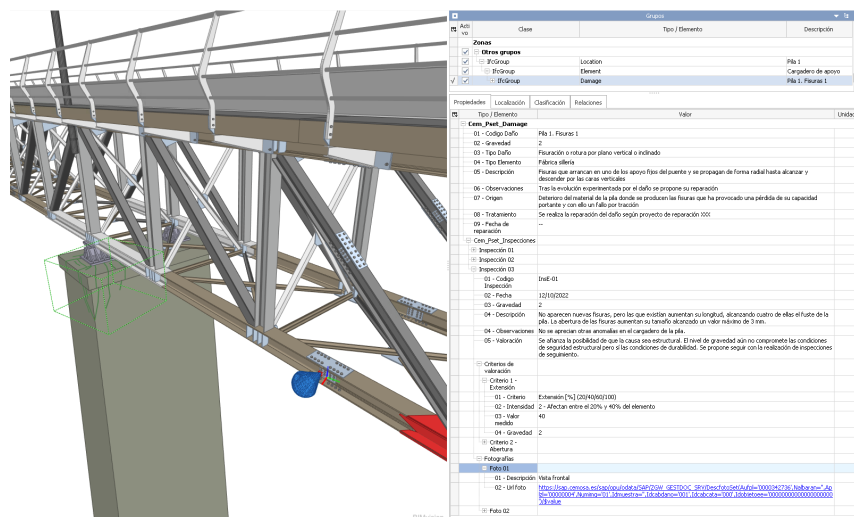 Grupos
Acti vo Clase Tipo / Elemento Descripción
Zonas
Otros grupos
IfcGroup Location Pila 1
IfcGroup Element Cargadero de apoyo
IfcGroup Damage Pila 1. Fisuras 1
Propiedades Localización Clasificación Relaciones
Tipo / Elemento Valor Unidad
Cem_Pset_Damage
01 - Codigo Daño Pila 1. Fisuras 1
02 - Gravedad 2
03 - Tipo Daño Fisuración o rotura por plano vertical o inclinado
04 - Tipo Elemento Fábrica sillería
05 - Descripción Fisuras que arrancan en uno de los apoyo fijos del puente y se propagan de forma radial hasta alcanzar y
descender por las caras verticales
06 - Observaciones Tras la evolución experimentada por el daño se propone su reparación
07 - Origen Deterioro del material de la pila donde se producen las fisuras que ha provocado una pérdida de su capacidad
portante y con ello un fallo por tracción
08 - Tratamiento Se realiza la reparación del daño según proyecto de reparación XXX
09 - Fecha de --
reparación
Cem_Pset_Inspecciones
Inspección 01
Inspección 02
Inspección 03
01 - Codigo InsE-01
Inspección
02 - Fecha 12/10/2022
03 - Gravedad 2
04 - Descripción No aparecen nuevas fisuras, pero las que existían aumentan su longitud, alcanzando cuatro de ellas el fuste de la
pila. La abertura de las fisuras aumentan su tamaño alcanzado un valor máximo de 3 mm.
04 - Observaciones No se aprecian otras anomalías en el cargadero de la pila.
05 - Valoración Se afianza la posibilidad de que la causa sea estructural. El nivel de gravedad aún no compromete las condiciones
de seguridad estructural pero sí las condiciones de durabilidad. Se propone seguir con la realización de inspecciones
de seguimiento.
Criterios de
valoración
Criterio 1 -
Extensión
01 - Criterio Extensión [%] (20/40/60/100)
02 - Intensidad 2 - Afectan entre el 20% y 40% del elemento
03 - Valor 40
medido
04 - Gravedad 2
Criterio 2 -
Abertura
Fotografías
Foto 01
01 - Descripción Vista frontal
02 - Url foto
Foto 02